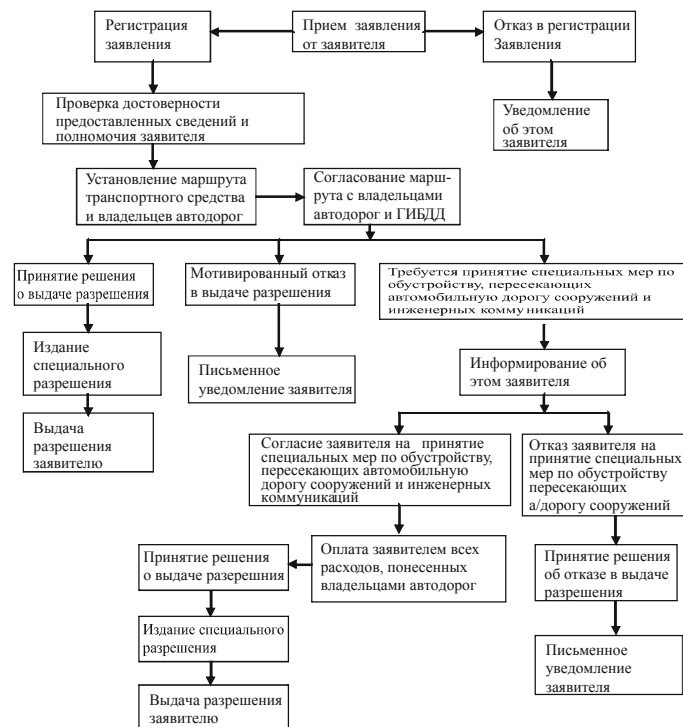 Регистрация
заявления
Прием заявления
от заявителя
Отказ в регистрации
Заявления
Проверка достоверности
предоставленных сведений и
полномочия заявителя
Уведомление
об этом
заявителя
Установление маршрута
транспортного средства
и владельцев автодорог
Согласование марш-
рута с владельцами
автодорог и ГИБДД
Принятие решения
о выдаче разрешения
Мотивированный отказ
в выдаче разрешения
Требуется принятие специальных мер по
обустройству, пересекающих
автомобильную дорогу сооружений и
инженерных коммуникаций
Издание
специального
разрешения
Письменное
уведомление заявителя
Информирование об
этом заявителя
Выдача
разрешения
заявителю
Согласие заявителя на принятие
специальных мер по обустройству,
пересекающих автомобильную
дорогу сооружений и инженерных
коммуникаций
Отказ заявителя на
принятие специальных
мер по обустройству
пересекающих
а/дорогу сооружений
Принятие решения
о выдаче разерешния
Оплата заявителем всех
расходов, понесенных
владельцами автодорог
Принятие решения
об отказе в выдаче
разрешения
Издание специального
разрешения
Письменное
уведомление
заявителя
Выдача разрешения
заявителю